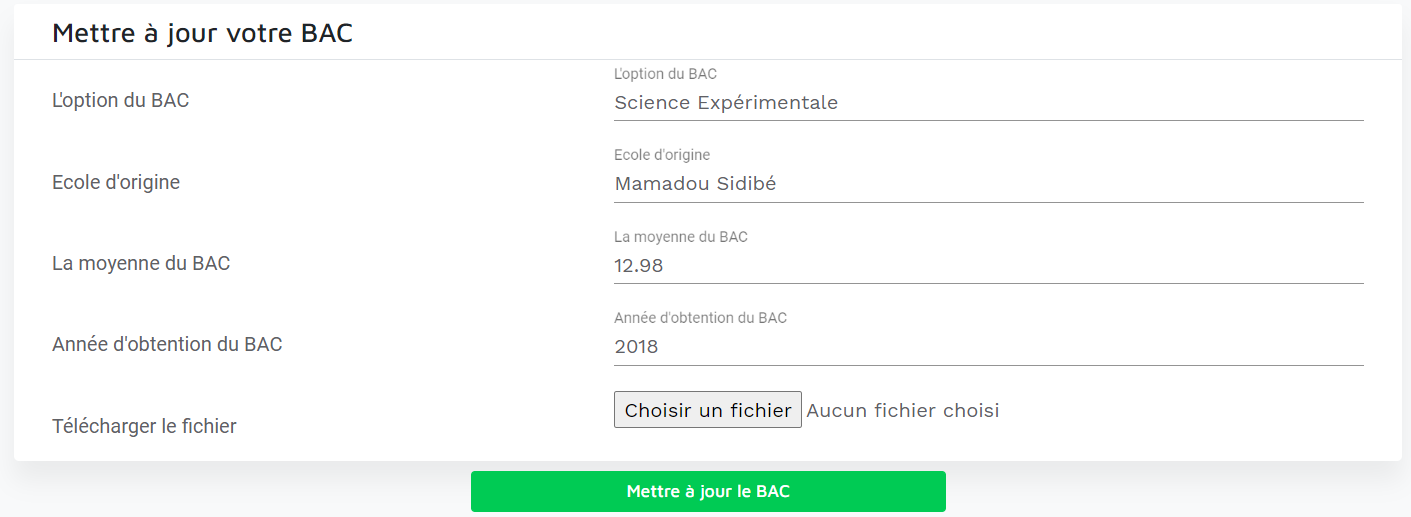 Mettre à jour votre BAC
L'option du BAC
L'option du BAC
Science Expérimentale
Ecole d'origine
Ecole d'origine
Mamadou Sidibé
La moyenne du BAC
La moyenne du BAC
12.98
Année d'obtention du BAC
Année d'obtention du BAC
2018
Télécharger le fichier
Choisir un fichier Aucun fichier choisi
Mettre à jour le BAC